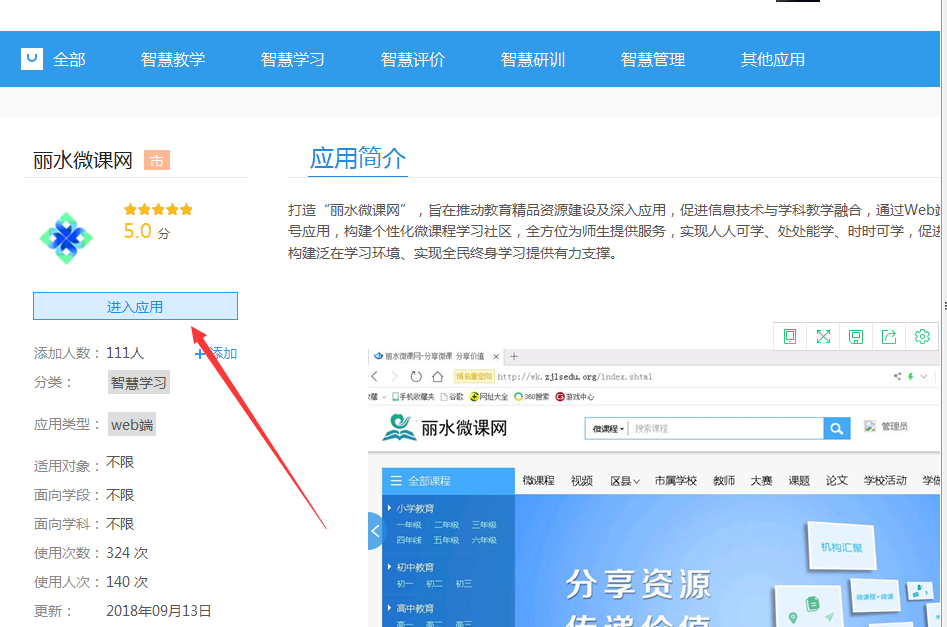 全部 智慧教学 智慧学习 智慧评价 智慧研训 智慧管理 其他应用
丽水微课网 市
5.0 分
进入应用
添加人数： 111人 +添加
分类： 智慧学习
应用类型： web端
适用对象： 不限
面向学段： 不限
面向学科： 不限
使用次数： 324 次
使用人次： 140 次
更新： 2018年09月13日
应用简介
打造“丽水微课网”，旨在推动教育精品资源建设及深入应用，促进信息技术与学科教学融合，通过Web端
号应用，构建个性化微课程学习社区，全方位为师生提供服务，实现人人可学、处处能学、时时可学，促进
构建泛在学习环境、实现全民终身学习提供有力支撑。
丽水微课网-分享微课 分享价值 × +
域名重定向 http://wk.zjlsedu.org/index.shtml
收藏 手机收藏夹 谷歌 网址大全 360搜索 游戏中心
丽水微课网 微课程 搜索课程 管理员
全部课程 微课程 视频 区县 市属学校 教师 大赛 课题 论文 学校活动
小学教育
一年级 二年级 三年级
四年级 五年级 六年级
初中教育
初一 初二 初三
高中教育
高一 高二 高三
分享资源
传递价值
机构汇聚
微课程+微课